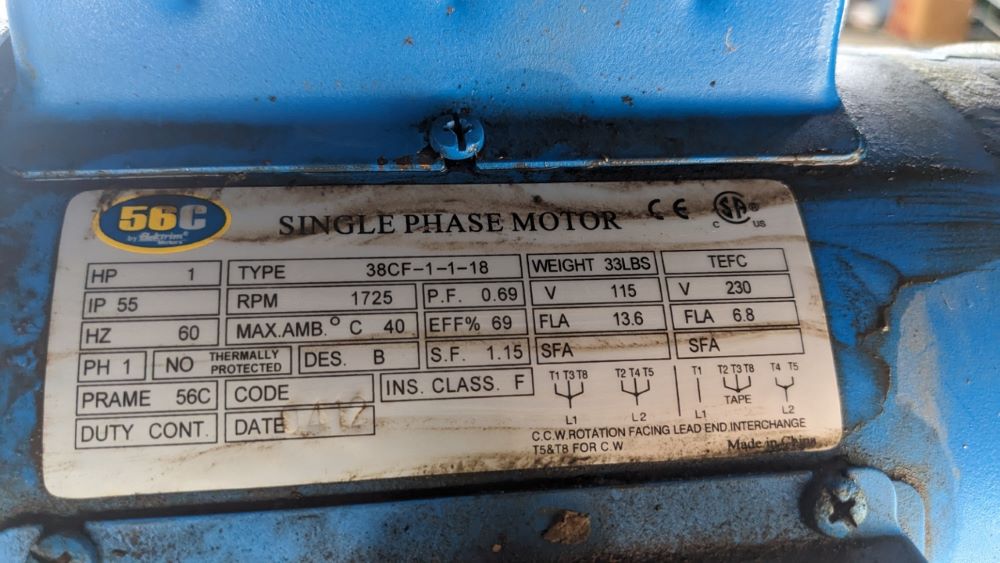 56C
by Elektrim
Motors
SINGLE PHASE MOTOR
CE
C SA ® US
HP 1
TYPE 38CF-1-1-18
WEIGHT 33LBS
TEFC
IP 55
RPM 1725
P.F. 0.69
V 115
V 230
HZ 60
MAX.AMB.° C 40
EFF% 69
FLA 13.6
FLA 6.8
PH 1
NO THERMALLY
PROTECTED
DES. B
S.F. 1.15
SFA
SFA
PRAME 56C
CODE
INS. CLASS. F
T1 T3 T8
T2 T4 T5
T1
T2 T3 T8
T4 T5
TAPE
L1
L2
L1
L2
DUTY CONT.
DATE 0412
C.C.W.ROTATION FACING LEAD END,INTERCHANGE
T5&T8 FOR C.W
Made in China